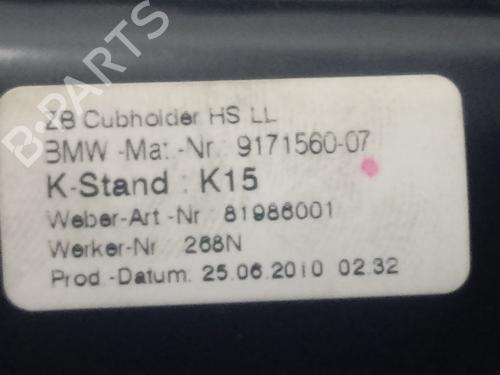 B-PARTS
ZB Cubholder HS LL
BMW -Mat -Nr. 9171560-07
K-Stand : K15
Weber-Art -Nr 81986001
Werker-Nr 268N
Prod -Datum. 25.06.2010 02:32